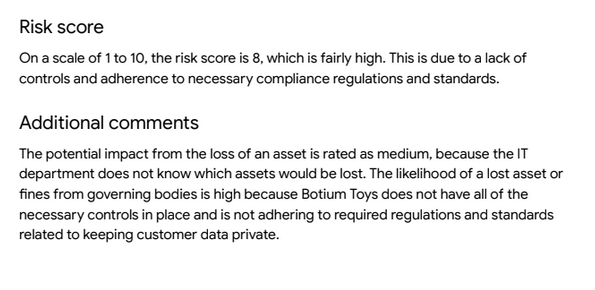 Risk score
On a scale of 1 to 10, the risk score is 8, which is fairly high. This is due to a lack of
controls and adherence to necessary compliance regulations and standards.
Additional comments
The potential impact from the loss of an asset is rated as medium, because the IT
department does not know which assets would be lost. The likelihood of a lost asset or
fines from governing bodies is high because Botium Toys does not have all of the
necessary controls in place and is not adhering to required regulations and standards
related to keeping customer data private.